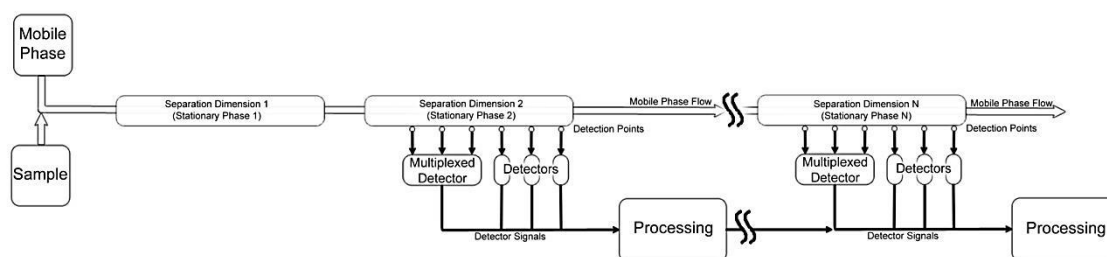 Mobile
Phase
Sample
Separation Dimension 1
(Stationary Phase 1)
Separation Dimension 2
(Stationary Phase 2)
Mobile Phase Flow
Detection Points
Multiplexed
Detector
Detectors
Detector Signals
Processing
Separation Dimension N
(Stationary Phase N)
Mobile Phase Flow
Detection Points
Multiplexed
Detector
Detectors
Detector Signals
Processing